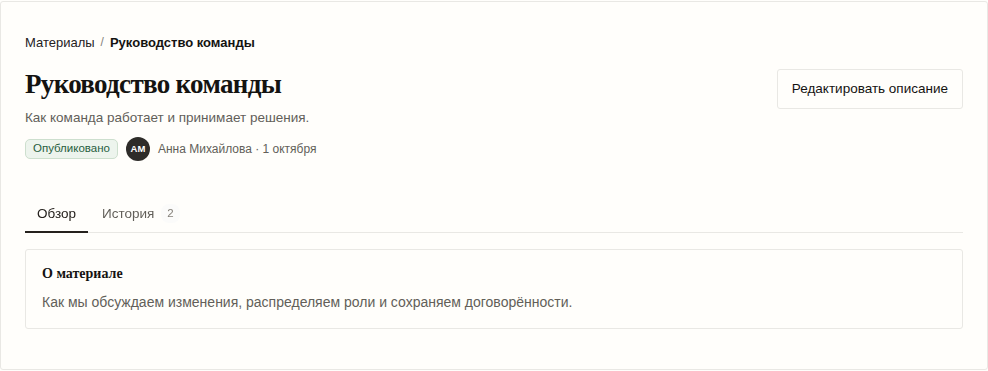 Материалы / Руководство команды
Руководство команды
Редактировать описание
Как команда работает и принимает решения.
Опубликовано AM Анна Михайлова · 1 октября
Обзор История 2
О материале
Как мы обсуждаем изменения, распределяем роли и сохраняем договорённости.